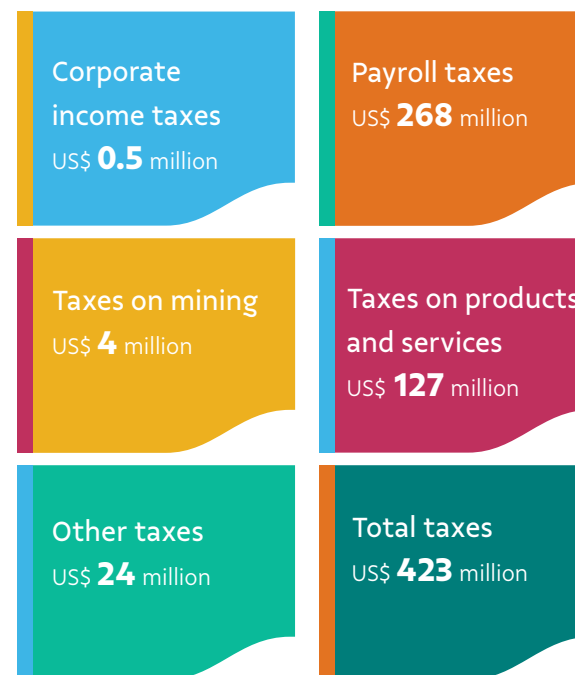 Corporate
income taxes
US$ 0.5 million
Payroll taxes
US$ 268 million
Taxes on mining
US$ 4 million
Taxes on products
and services
US$ 127 million
Other taxes
US$ 24 million
Total taxes
US$ 423 million